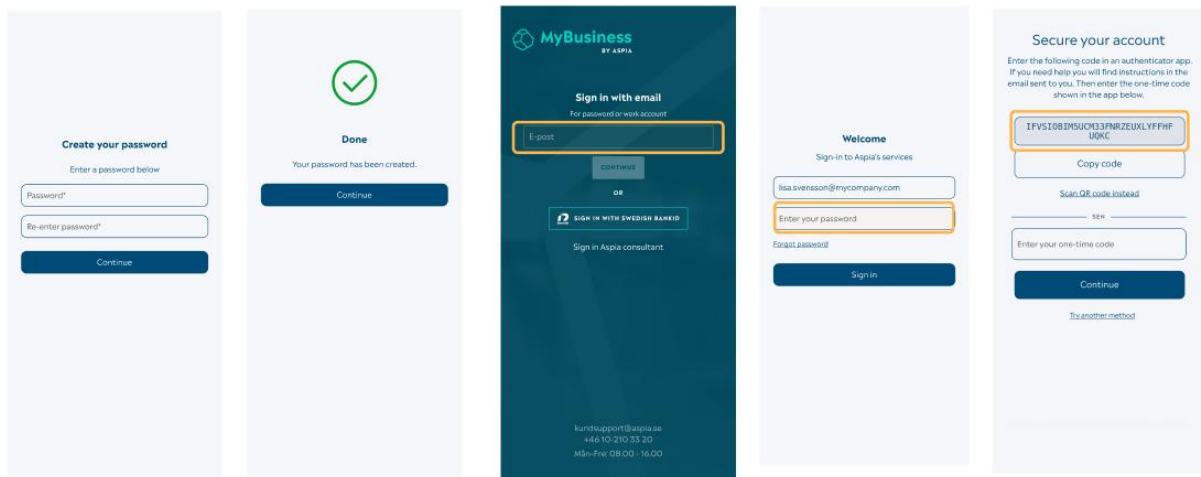 Create your password
Enter a password below
Password*
Re-enter password*
Continue
Done
Your password has been created.
Continue
MyBusiness
BY ASPIA
Sign in with email
For password or work account
E-post
CONTINUE
OR
SIGN IN WITH SWEDISH BANKID
Sign in Aspia consultant
kundsupport@aspia.se
+46 10-210 33 20
Mån-Fre: 08.00 - 16.00
Welcome
Sign-in to Aspia's services
lisa.svensson@mycompany.com
Enter your password
Forgot password
Sign in
Secure your account
Enter the following code in an authenticator app.
If you need help you will find instructions in the
email sent to you. Then enter the one-time code
shown in the app below.
IFVSIOBIM5UCM33FNRZEUXLYFFHF
UQKC
Copy code
Scan QR code instead
SEN
Enter your one-time code
Continue
Try another method